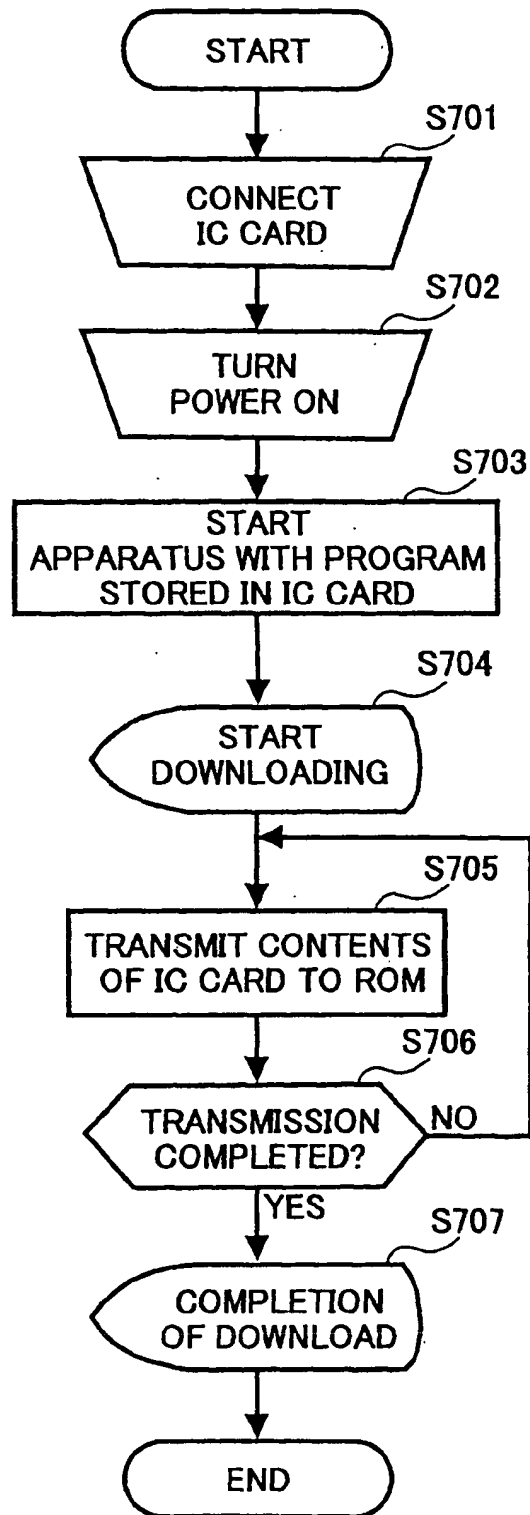 START
S701
CONNECT
IC CARD
S702
TURN
POWER ON
S703
START
APPARATUS WITH PROGRAM
STORED IN IC CARD
S704
START
DOWNLOADING
S705
TRANSMIT CONTENTS
OF IC CARD TO ROM
S706
TRANSMISSION
COMPLETED?
NO
YES
S707
COMPLETION
OF DOWNLOAD
END